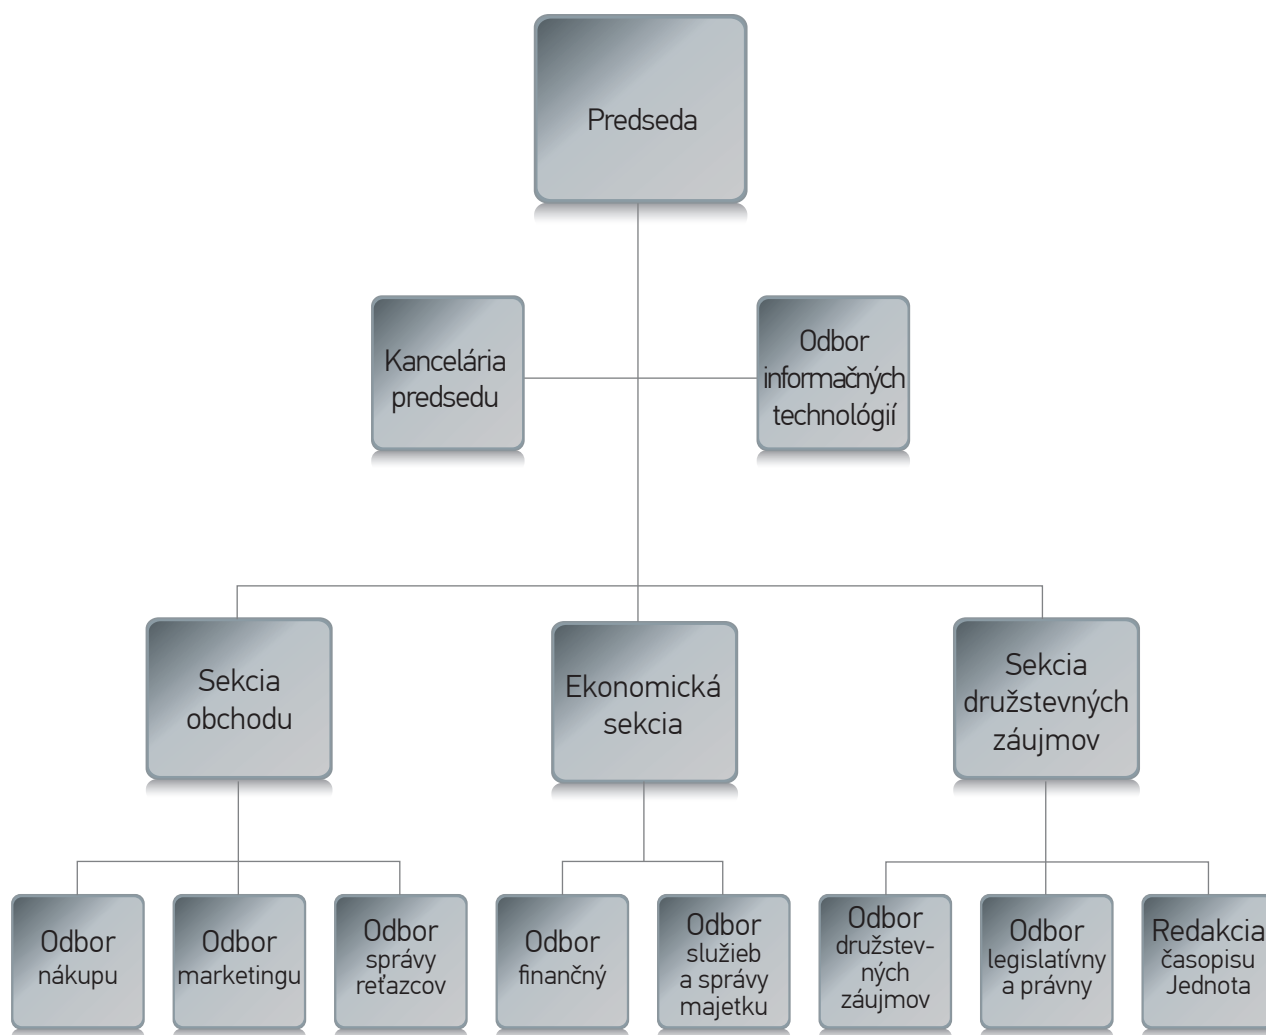 Predseda
Kancelária
predsedu
Odbor
informačných
technológií
Sekcia
obchodu
Ekonomická
sekcia
Sekcia
družstevných
záujmov
Odbor
nákupu
Odbor
marketingu
Odbor
správy
reťazcov
Odbor
finančný
Odbor
služieb
a správy
majetku
Odbor
družstev-
ných
záujmov
Odbor
legislatívny
a právny
Redakcia
časopisu
Jednota